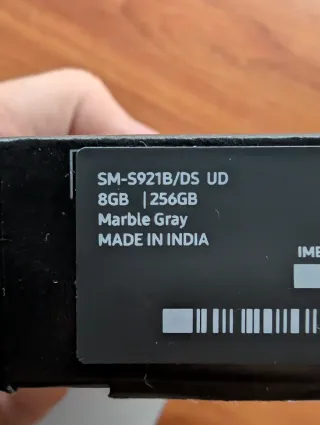 SM-S921B/DS UD
8GB | 256GB
Marble Gray
MADE IN INDIA